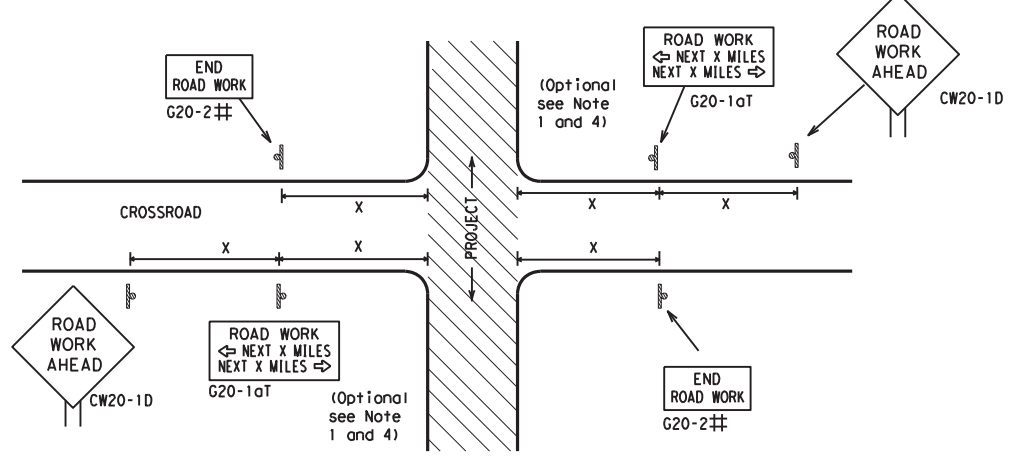 END
ROAD WORK
G20-2#
(Optional
see Note
1 and 4)
ROAD WORK
⇦ NEXT X MILES
NEXT X MILES ⇨
G20-1aT
ROAD
WORK
AHEAD
CW20-1D
X
X
X
CROSSROAD
PROJECT
X
X
X
ROAD
WORK
AHEAD
CW20-1D
ROAD WORK
⇦ NEXT X MILES
NEXT X MILES ⇨
G20-1aT
(Optional
see Note
1 and 4)
END
ROAD WORK
G20-2#